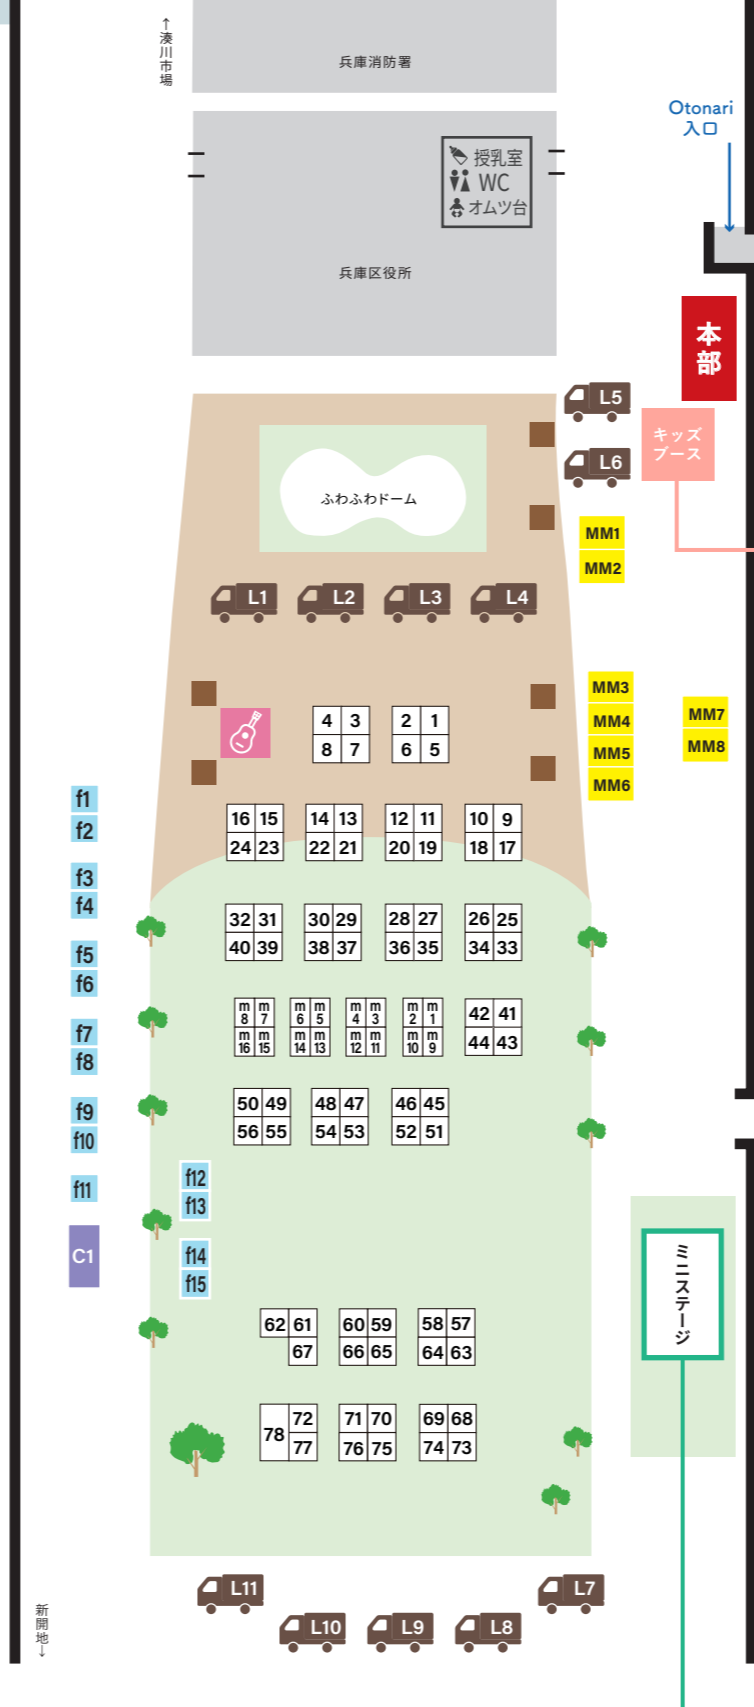 ↑湊川市場
兵庫消防署
Otonari
入口
授乳室
WC
オムツ台
兵庫区役所
本部
L5
キッズ
ブース
L6
ふわふわドーム
MM1
MM2
L1 L2 L3 L4
MM3
MM4
MM5
MM6
MM7
MM8
4 3 2 1
8 7 6 5
f1
f2
16 15 14 13 12 11 10 9
24 23 22 21 20 19 18 17
f3
f4
32 31 30 29 28 27 26 25
40 39 38 37 36 35 34 33
f5
f6
m8 m7 m6 m5 m4 m3 m2 m1 42 41
m16 m15 m14 m13 m12 m11 m10 m9 44 43
f7
f8
50 49 48 47 46 45
56 55 54 53 52 51
f9
f10
f11
f12
f13
C1
f14
f15
ミニステージ
62 61 60 59 58 57
67 66 65 64 63
78 72 71 70 69 68
77 76 75 74 73
L11 L7
L10 L9 L8
新開地↓